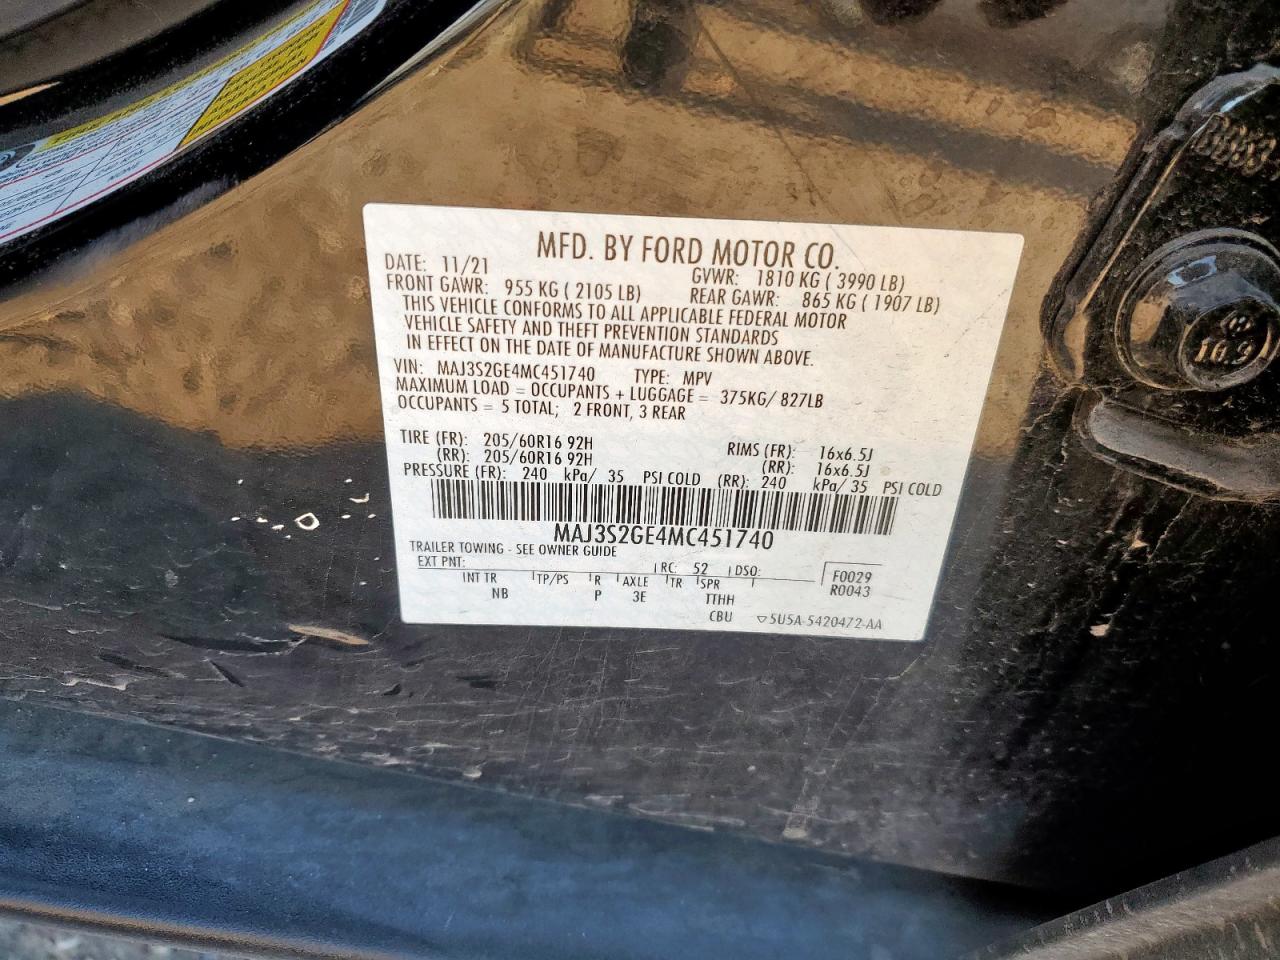 MFD. BY FORD MOTOR CO.
DATE: 11/21 GVWR: 1810 KG ( 3990 LB)
FRONT GAWR: 955 KG ( 2105 LB) REAR GAWR: 865 KG ( 1907 LB)
THIS VEHICLE CONFORMS TO ALL APPLICABLE FEDERAL MOTOR
VEHICLE SAFETY AND THEFT PREVENTION STANDARDS
IN EFFECT ON THE DATE OF MANUFACTURE SHOWN ABOVE.
VIN: MAJ3S2GE4MC451740 TYPE: MPV
MAXIMUM LOAD = OCCUPANTS + LUGGAGE = 375KG/ 827LB
OCCUPANTS = 5 TOTAL; 2 FRONT, 3 REAR
TIRE (FR): 205/60R16 92H RIMS (FR): 16x6.5J
(RR): 205/60R16 92H (RR): 16x6.5J
PRESSURE (FR): 240 kPa/ 35 PSI COLD (RR): 240 kPa/ 35 PSI COLD
MAJ3S2GE4MC451740
TRAILER TOWING - SEE OWNER GUIDE
EXT PNT: RC: 52 DSO: F0029
INT TR TP/PS R AXLE TR SPR R0043
NB P 3E TTHH
CBU 5U5A-5420472-AA
10.9